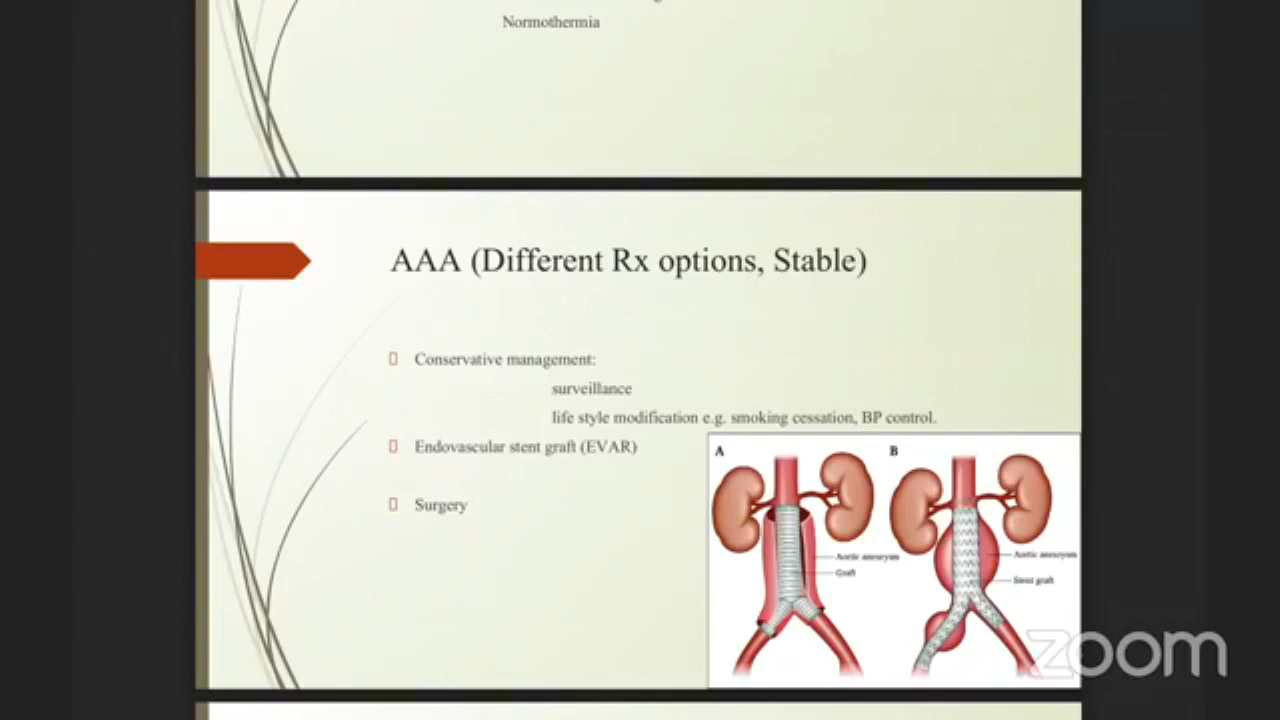 Normothermia
AAA (Different Rx options, Stable)
Conservative management:
surveillance
life style modification e.g. smoking cessation, BP control.
Endovascular stent graft (EVAR)
Surgery
A
B
Aortic aneurysm
Graft
Aortic aneurysm
Stent graft
zoom